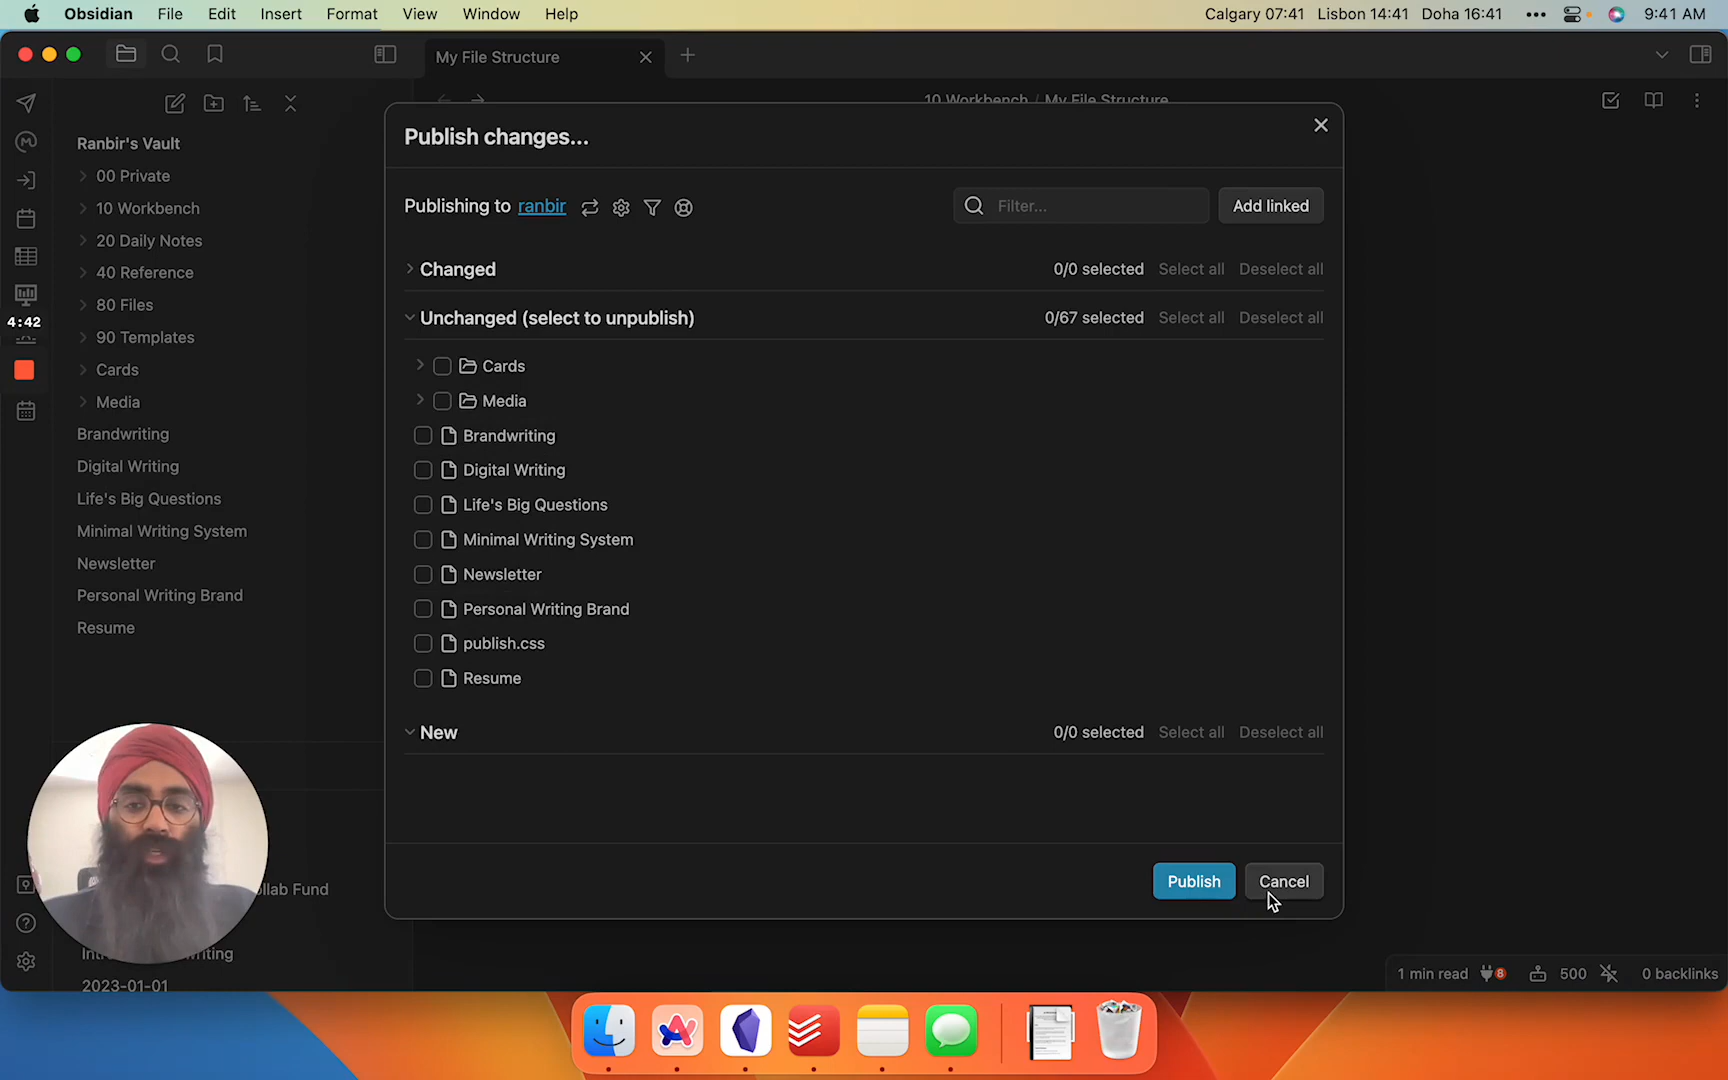 Obsidian File Edit Insert Format View Window Help
Calgary 07:41 Lisbon 14:41 Doha 16:41 9:41 AM
My File Structure
10 Workbench / My File Structure
Ranbir's Vault
00 Private
10 Workbench
20 Daily Notes
40 Reference
80 Files
90 Templates
Cards
Media
Brandwriting
Digital Writing
Life's Big Questions
Minimal Writing System
Newsletter
Personal Writing Brand
Resume
4:42
ollab Fund
writing
2023-01-01
Publish changes...
Publishing to ranbir
Filter...
Add linked
Changed 0/0 selected Select all Deselect all
Unchanged (select to unpublish) 0/67 selected Select all Deselect all
Cards
Media
Brandwriting
Digital Writing
Life's Big Questions
Minimal Writing System
Newsletter
Personal Writing Brand
publish.css
Resume
New 0/0 selected Select all Deselect all
Publish Cancel
1 min read 8 500 0 backlinks